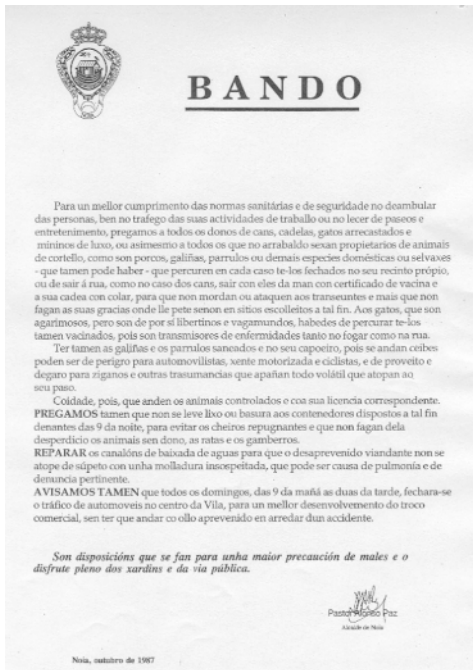 BANDO
Para un mellor cumprimento das normas sanitárias e de seguridade no deambular
das personas, ben no trafego das suas actividades de traballo ou no lecer de paseos e
entretenimento, pregamos a todos os donos de cans, cadelas, gatos arrecastados e
mininos de luxo, ou asimesmo a todos os que no arrabaldo sexan propietarios de animais
de cortello, como son porcos, galiñas, parrulos ou demais especies domésticas ou selvaxes
- que tamen pode haber - que percuren en cada caso te-los fechados no seu recinto própio,
ou de sair á rua, como no caso dos cans, sair con eles da man con certificado de vacina e
a sua cadea con colar, para que non mordan ou ataquen aos transeuntes e mais que non
fagan as suas gracias onde lle pete senon en sitios escolleitos a tal fin. Aos gatos, que son
agarimosos, pero son de por sí libertinos e vagamundos, habedes de percurar te-los
tamen vacinados, pois son transmisores de enfermidades tanto no fogar como na rua.
Ter tamen as galiñas e os parrulos saneados e no seu capoeiro, pois se andan ceibes
poden ser de perigro para automovilistas, xente motorizada e ciclistas, e de proveito e
degaro para ziganos e outras trasumancias que apañan todo volátil que atopan ao
seu paso.
Coidade, pois, que anden os animais controlados e coa sua licencia correspondente.
PREGAMOS tamen que non se leve lixo ou basura aos contenedores dispostos a tal fin
denantes das 9 da noite, para evitar os cheiros repugnantes e que non fagan dela
desperdicio os animais sen dono, as ratas e os gamberros.
REPARAR os canalóns de baixada de aguas para que o desaprevenido viandante non se
atope de súpeto con unha molladura insospeitada, que pode ser causa de pulmonía e de
denuncia pertinente.
AVISAMOS TAMEN que todos os domingos, das 9 da mañá as duas da tarde, fechara-se
o tráfico de automoveis no centro da Vila, para un mellor desenvolvemento do troco
comercial, sen ter que andar co ollo aprevenido en arredar dun accidente.
Son disposicións que se fan para unha maior precaución de males e o
disfrute pleno dos xardins e da via pública.
Pastor Alonso Paz
Alcalde de Noia
Noia, outubro de 1987